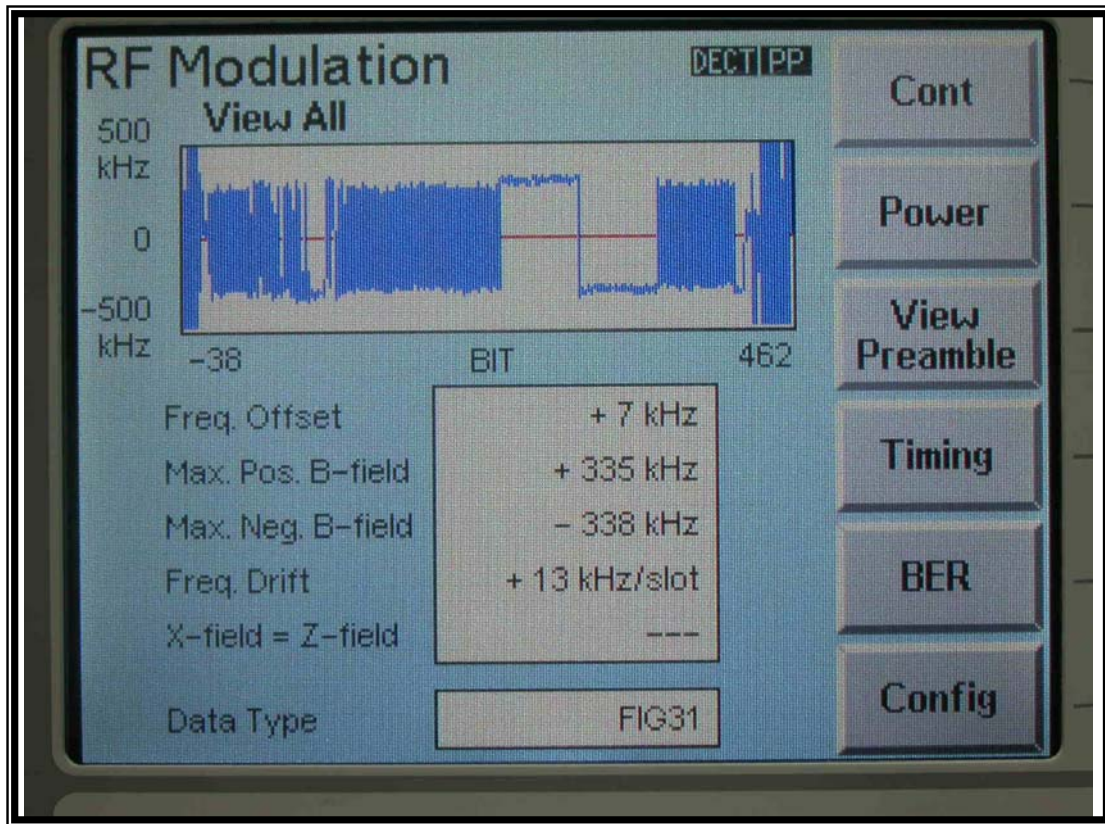 RF Modulation
DECT PP
View All
500
kHz
0
-500
kHz
-38
BIT
462
Freq. Offset
+ 7 kHz
Max. Pos. B-field
+ 335 kHz
Max. Neg. B-field
- 338 kHz
Freq. Drift
+ 13 kHz/slot
X-field = Z-field
---
Data Type
FIG31
Cont
Power
View
Preamble
Timing
BER
Config